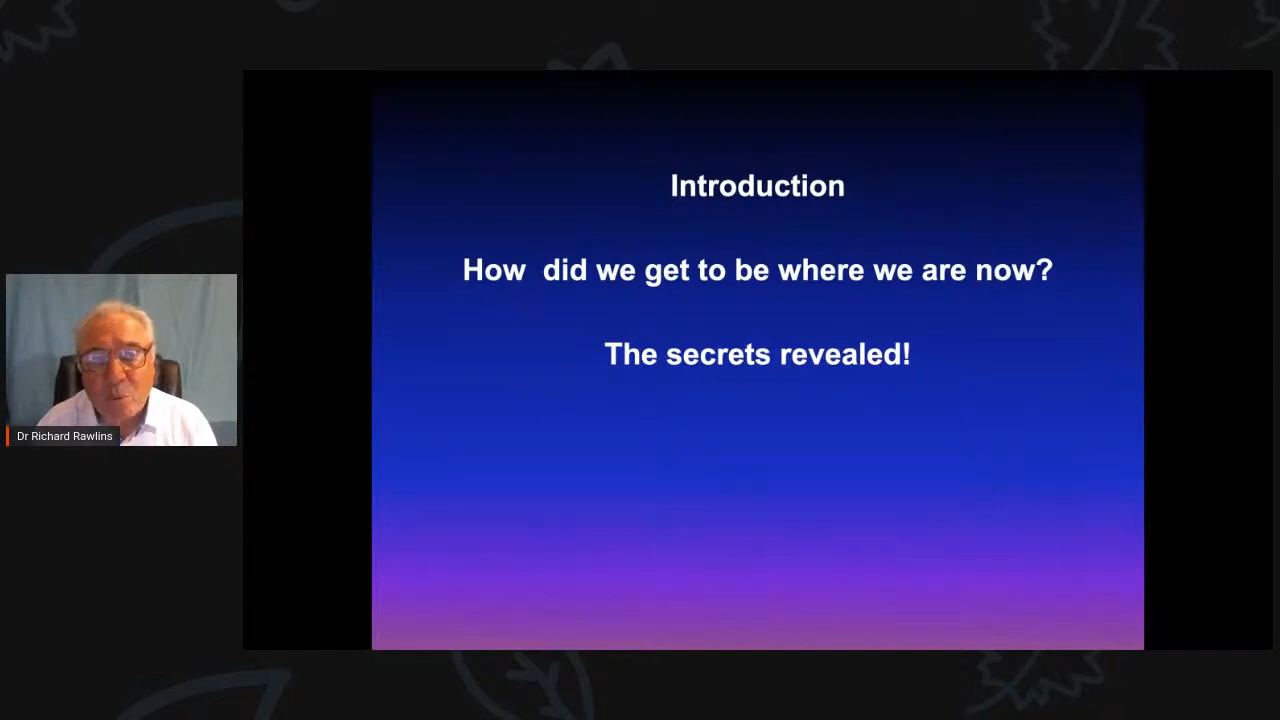 Introduction
How did we get to be where we are now?
The secrets revealed!
Dr Richard Rawlins